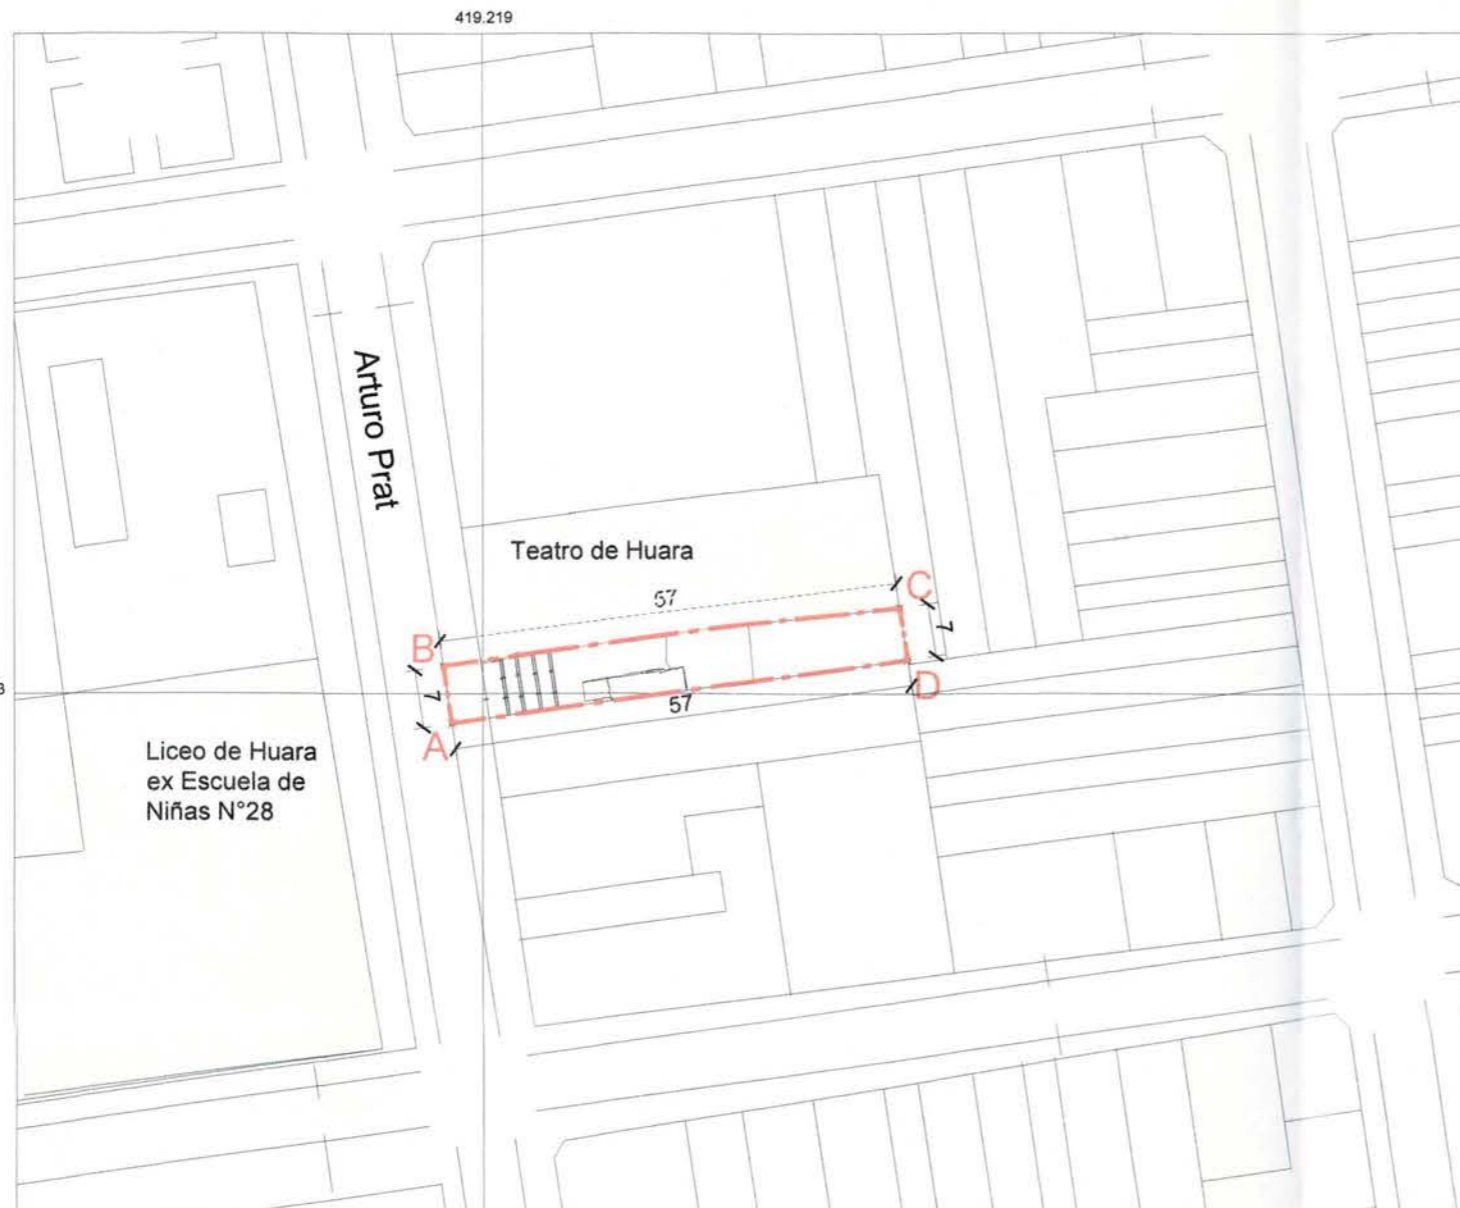 419.219
Arturo Prat
Teatro de Huara
57
C
7
B
7
D
57
A
3
Liceo de Huara
ex Escuela de
Niñas N°28